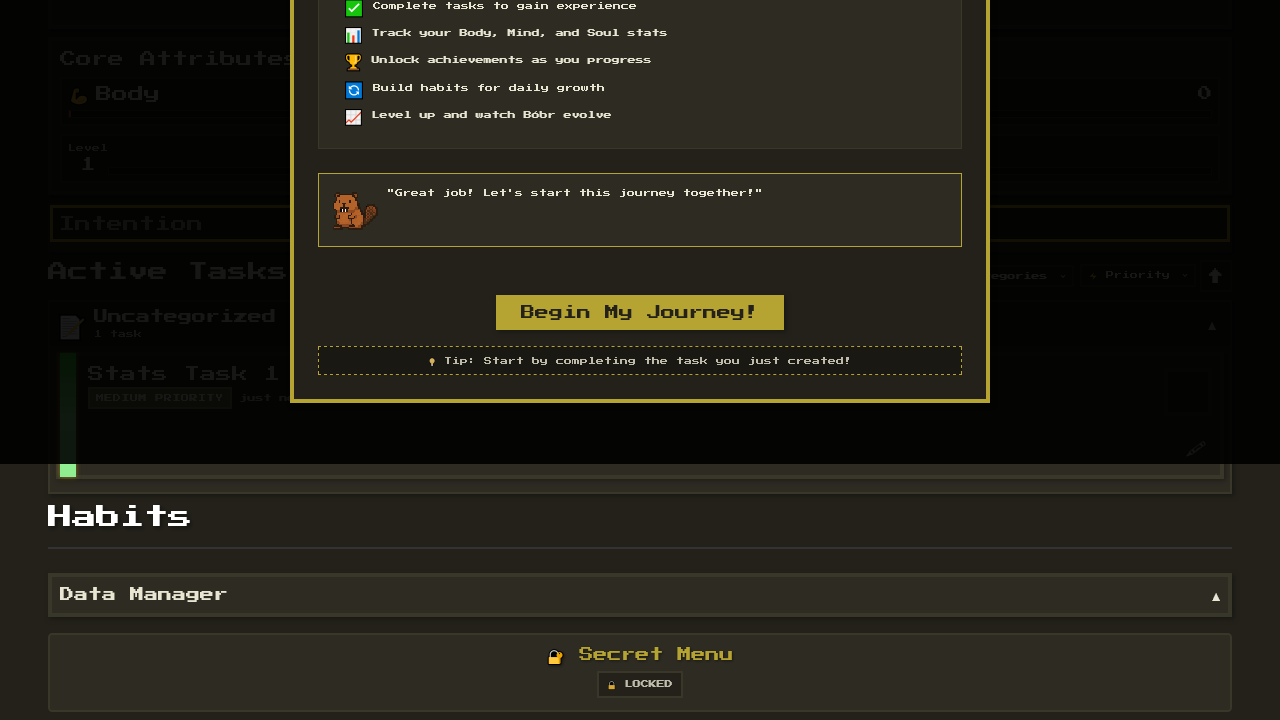 Complete tasks to gain experience
Track your Body, Mind, and Soul stats
Unlock achievements as you progress
Build habits for daily growth
Level up and watch Bóbr evolve
"Great job! Let's start this journey together!"
Begin My Journey!
Tip: Start by completing the task you just created!
Core Attributes
Body
0
Level
1
Intention
Active Tasks
Priority
Uncategorized
1 task
Stats Task 1
MEDIUM PRIORITY just
Habits
Data Manager
Secret Menu
LOCKED